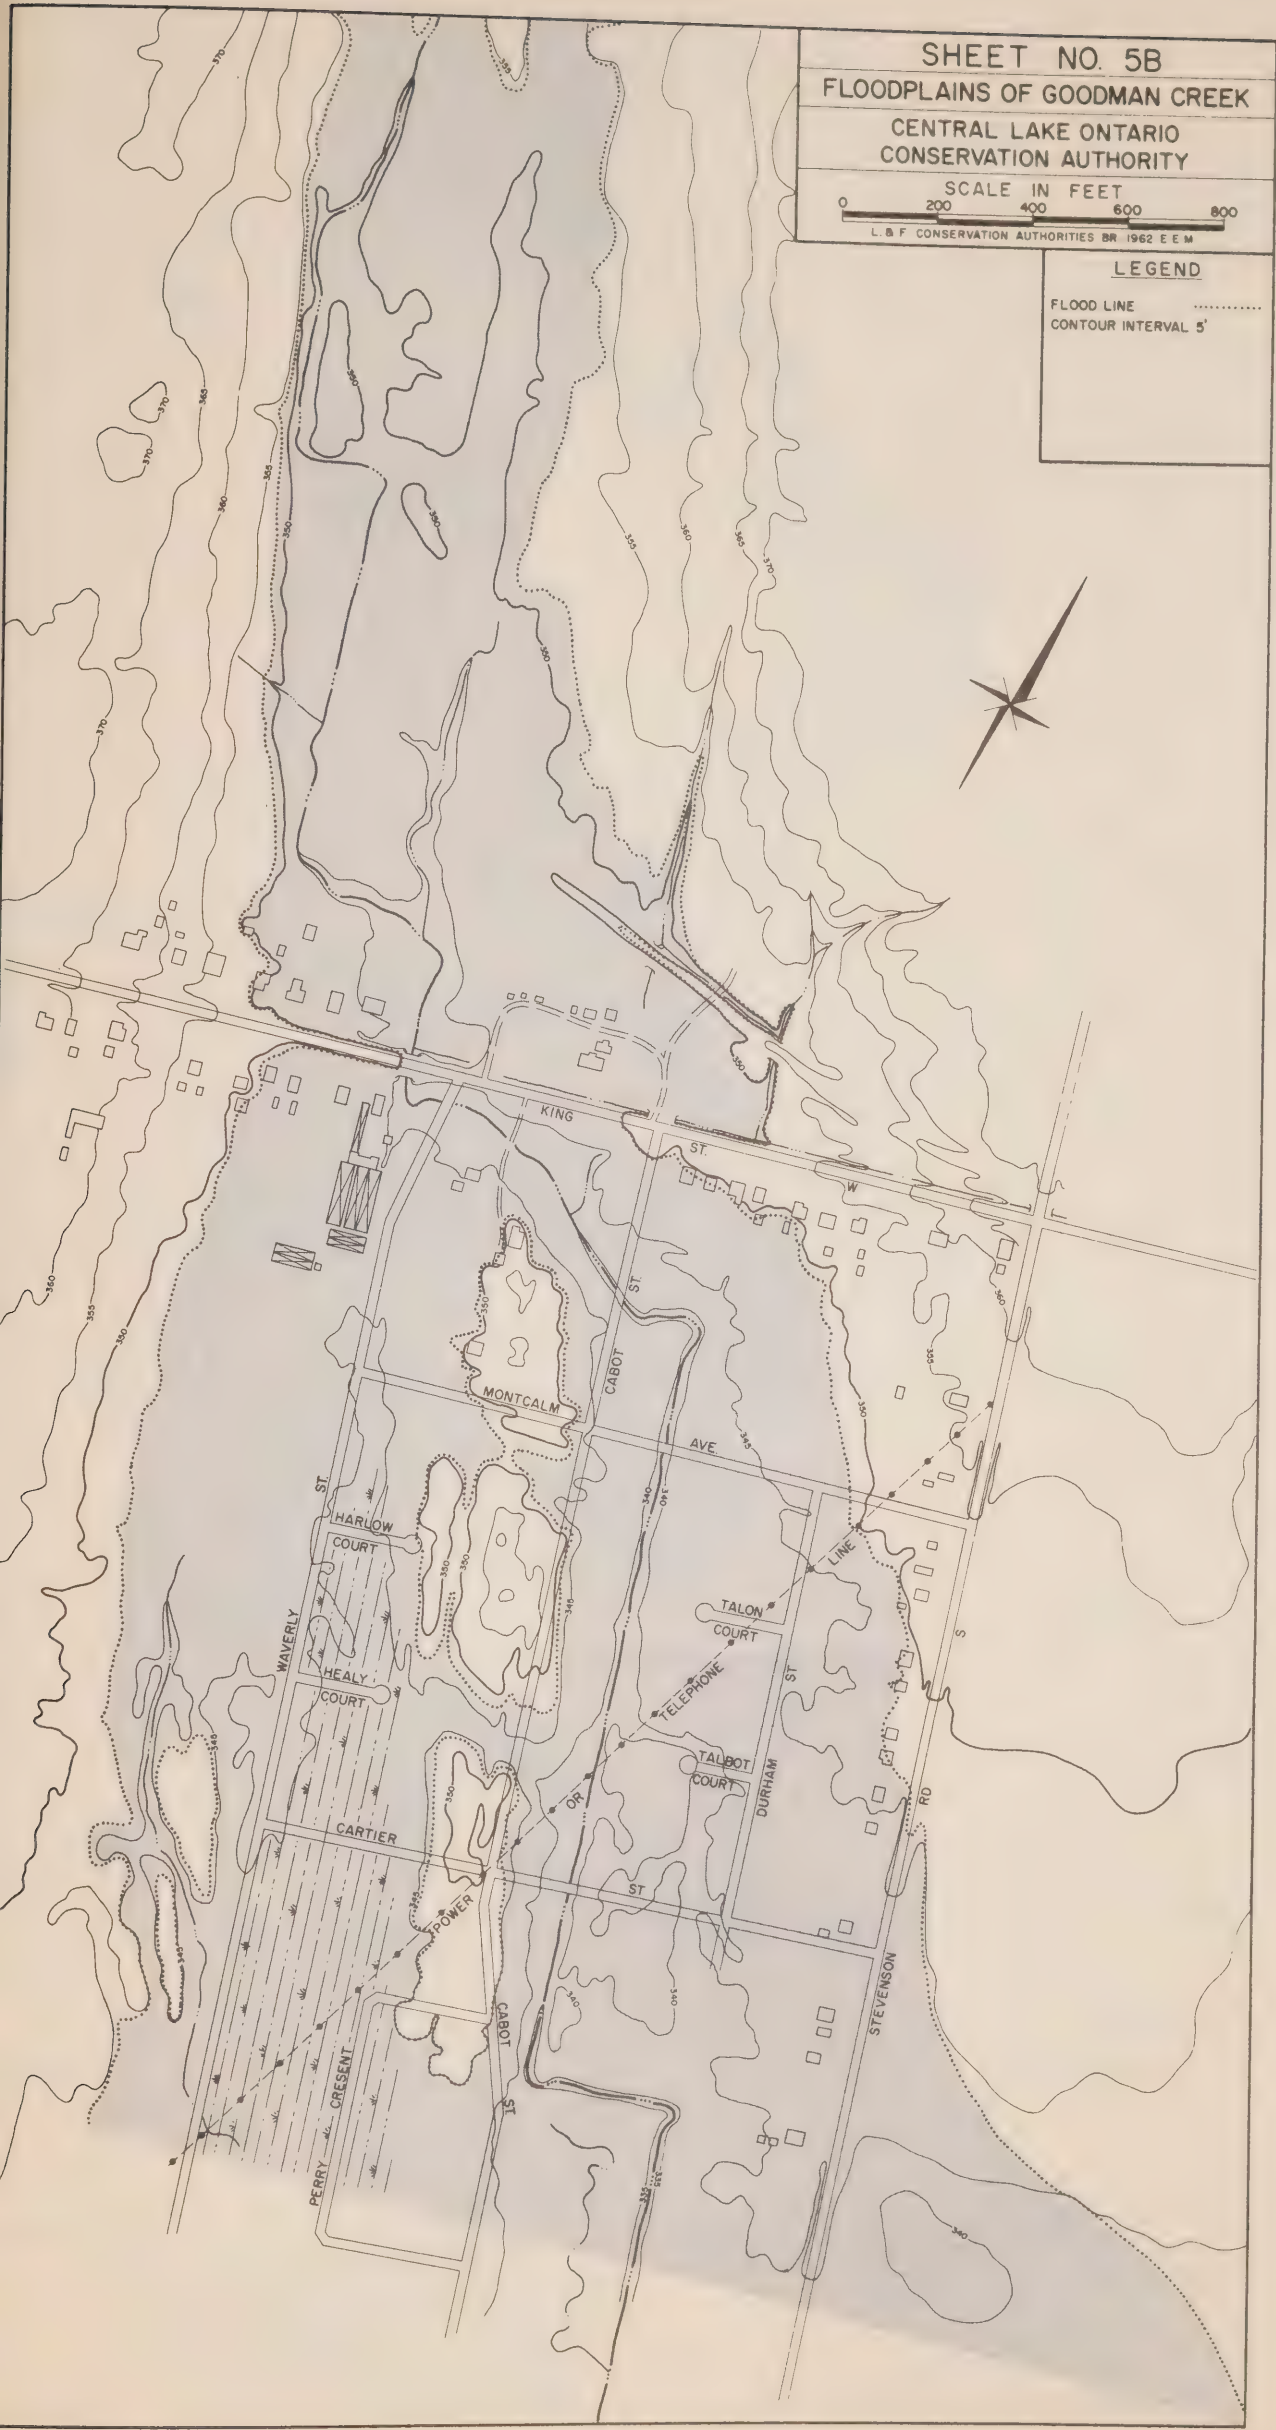 SHEET NO. 5B
FLOODPLAINS OF GOODMAN CREEK
CENTRAL LAKE ONTARIO
CONSERVATION AUTHORITY
SCALE IN FEET
0 200 400 600 800
L. & F. CONSERVATION AUTHORITIES BR 1962 E E M
LEGEND
FLOOD LINE
CONTOUR INTERVAL 5'
370
355
350
370
365
370
355
360
350
350
355
360
365
370
350
370
350
KING ST. W
360
355
350
350
ST.
CABOT
360
355
350
MONTCALM AVE.
345
340
340
ST.
HARLOW
COURT
350
350
345
LINE
TALON
COURT
WAVERLY
HEALY
COURT
TELEPHONE
ST
S
345
350
TALBOT
COURT
DURHAM
OR
RD
CARTIER ST
345
POWER
345
340
340
CABOT
STEVENSON
CRESENT
ST.
PERRY
335
335
340